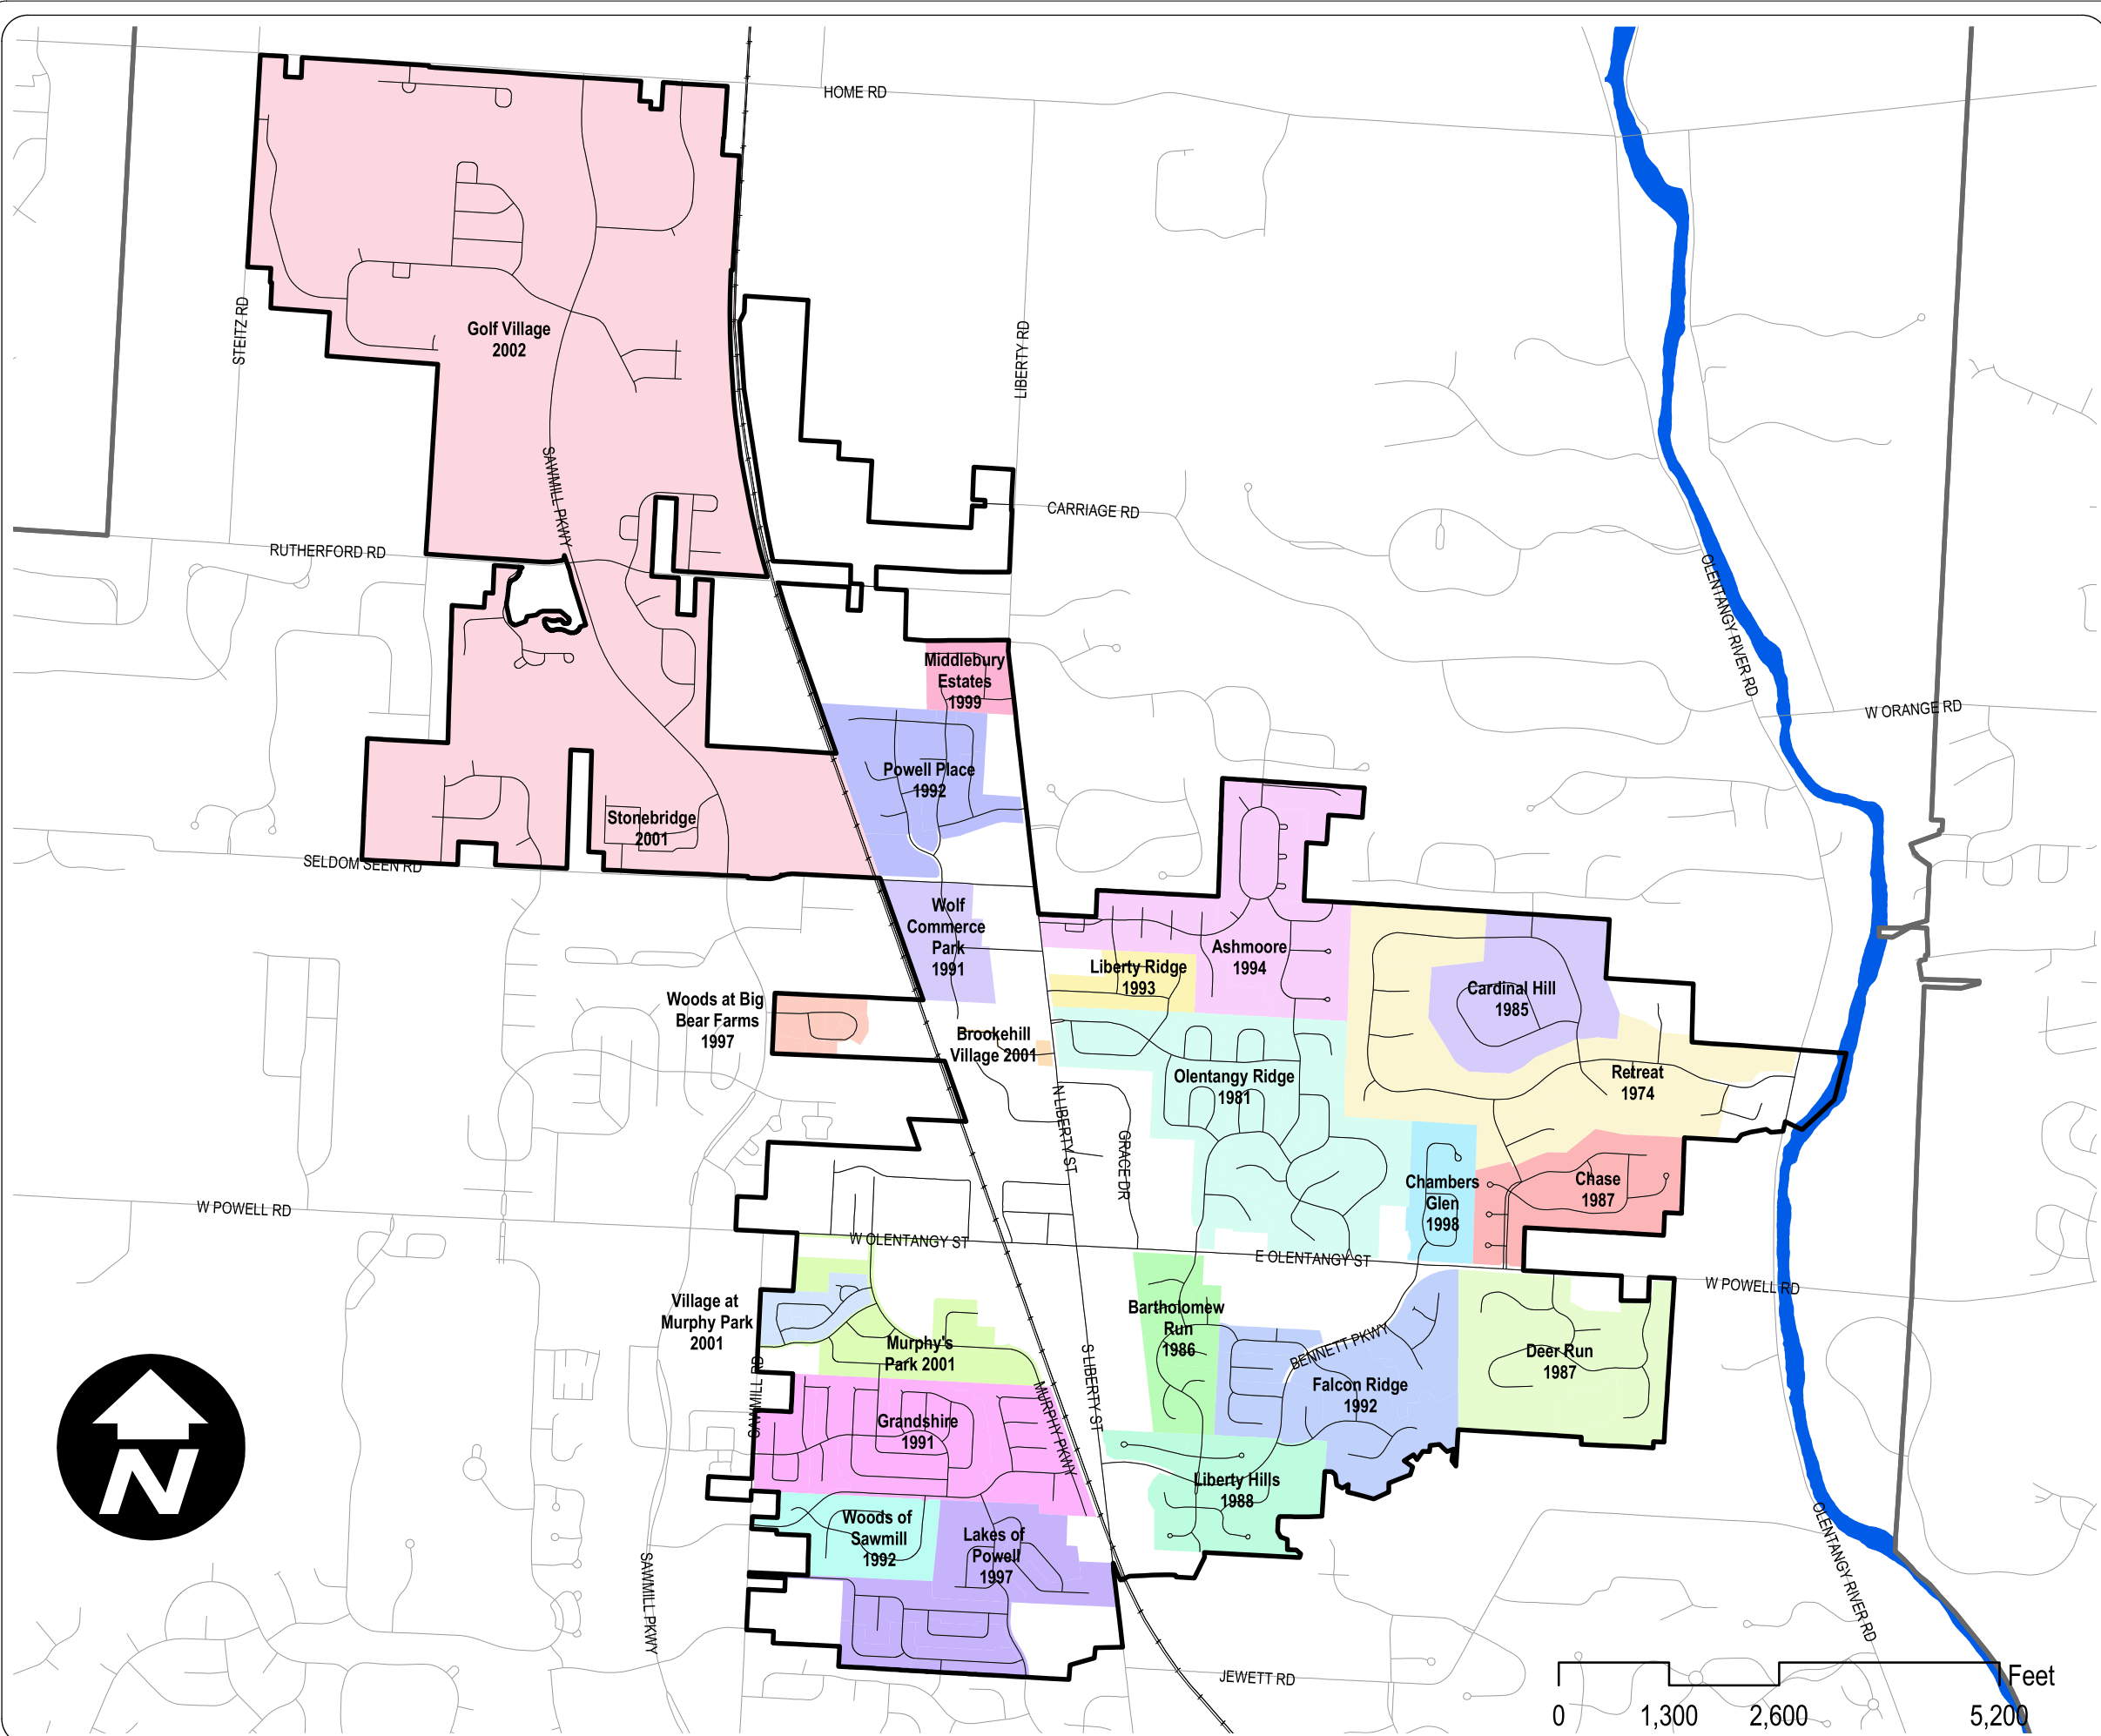 HOME RD
STEITZ RD
Golf Village
2002
LIBERTY RD
SAWMILL PKWY
CARRIAGE RD
RUTHERFORD RD
OLENTANGY RIVER RD
Middlebury
Estates
1999
W ORANGE RD
Powell Place
1992
Stonebridge
2001
SELDOM SEEN RD
Wolf
Commerce
Park
1991
Ashmoore
1994
Liberty Ridge
1993
Cardinal Hill
1985
Woods at Big
Bear Farms
1997
Brookehill
Village 2001
Olentangy Ridge
1981
Retreat
1974
N LIBERTY ST
GRACE DR
Chambers
Glen
1998
Chase
1987
W POWELL RD
W OLENTANGY ST
E OLENTANGY ST
W POWELL RD
Village at
Murphy Park
2001
Bartholomew
Run
1986
Murphy's
Park 2001
BENNETT PKWY
Deer Run
1987
Falcon Ridge
1992
SAWMILL RD
S LIBERTY ST
MURPHY PKWY
Grandshire
1991
Liberty Hills
1988
N
Woods of
Sawmill
1992
Lakes of
Powell
1997
SAWMILL PKWY
OLENTANGY RIVER RD
JEWETT RD
Feet
0 1,300 2,600 5,200